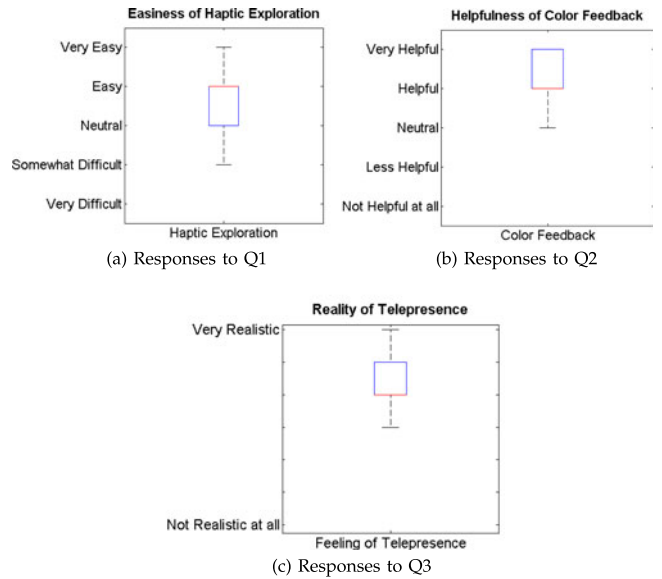 Easiness of Haptic Exploration
Very Easy
Easy
Neutral
Somewhat Difficult
Very Difficult
Haptic Exploration
(a) Responses to Q1
Helpfulness of Color Feedback
Very Helpful
Helpful
Neutral
Less Helpful
Not Helpful at all
Color Feedback
(b) Responses to Q2
Reality of Telepresence
Very Realistic
Not Realistic at all
Feeling of Telepresence
(c) Responses to Q3